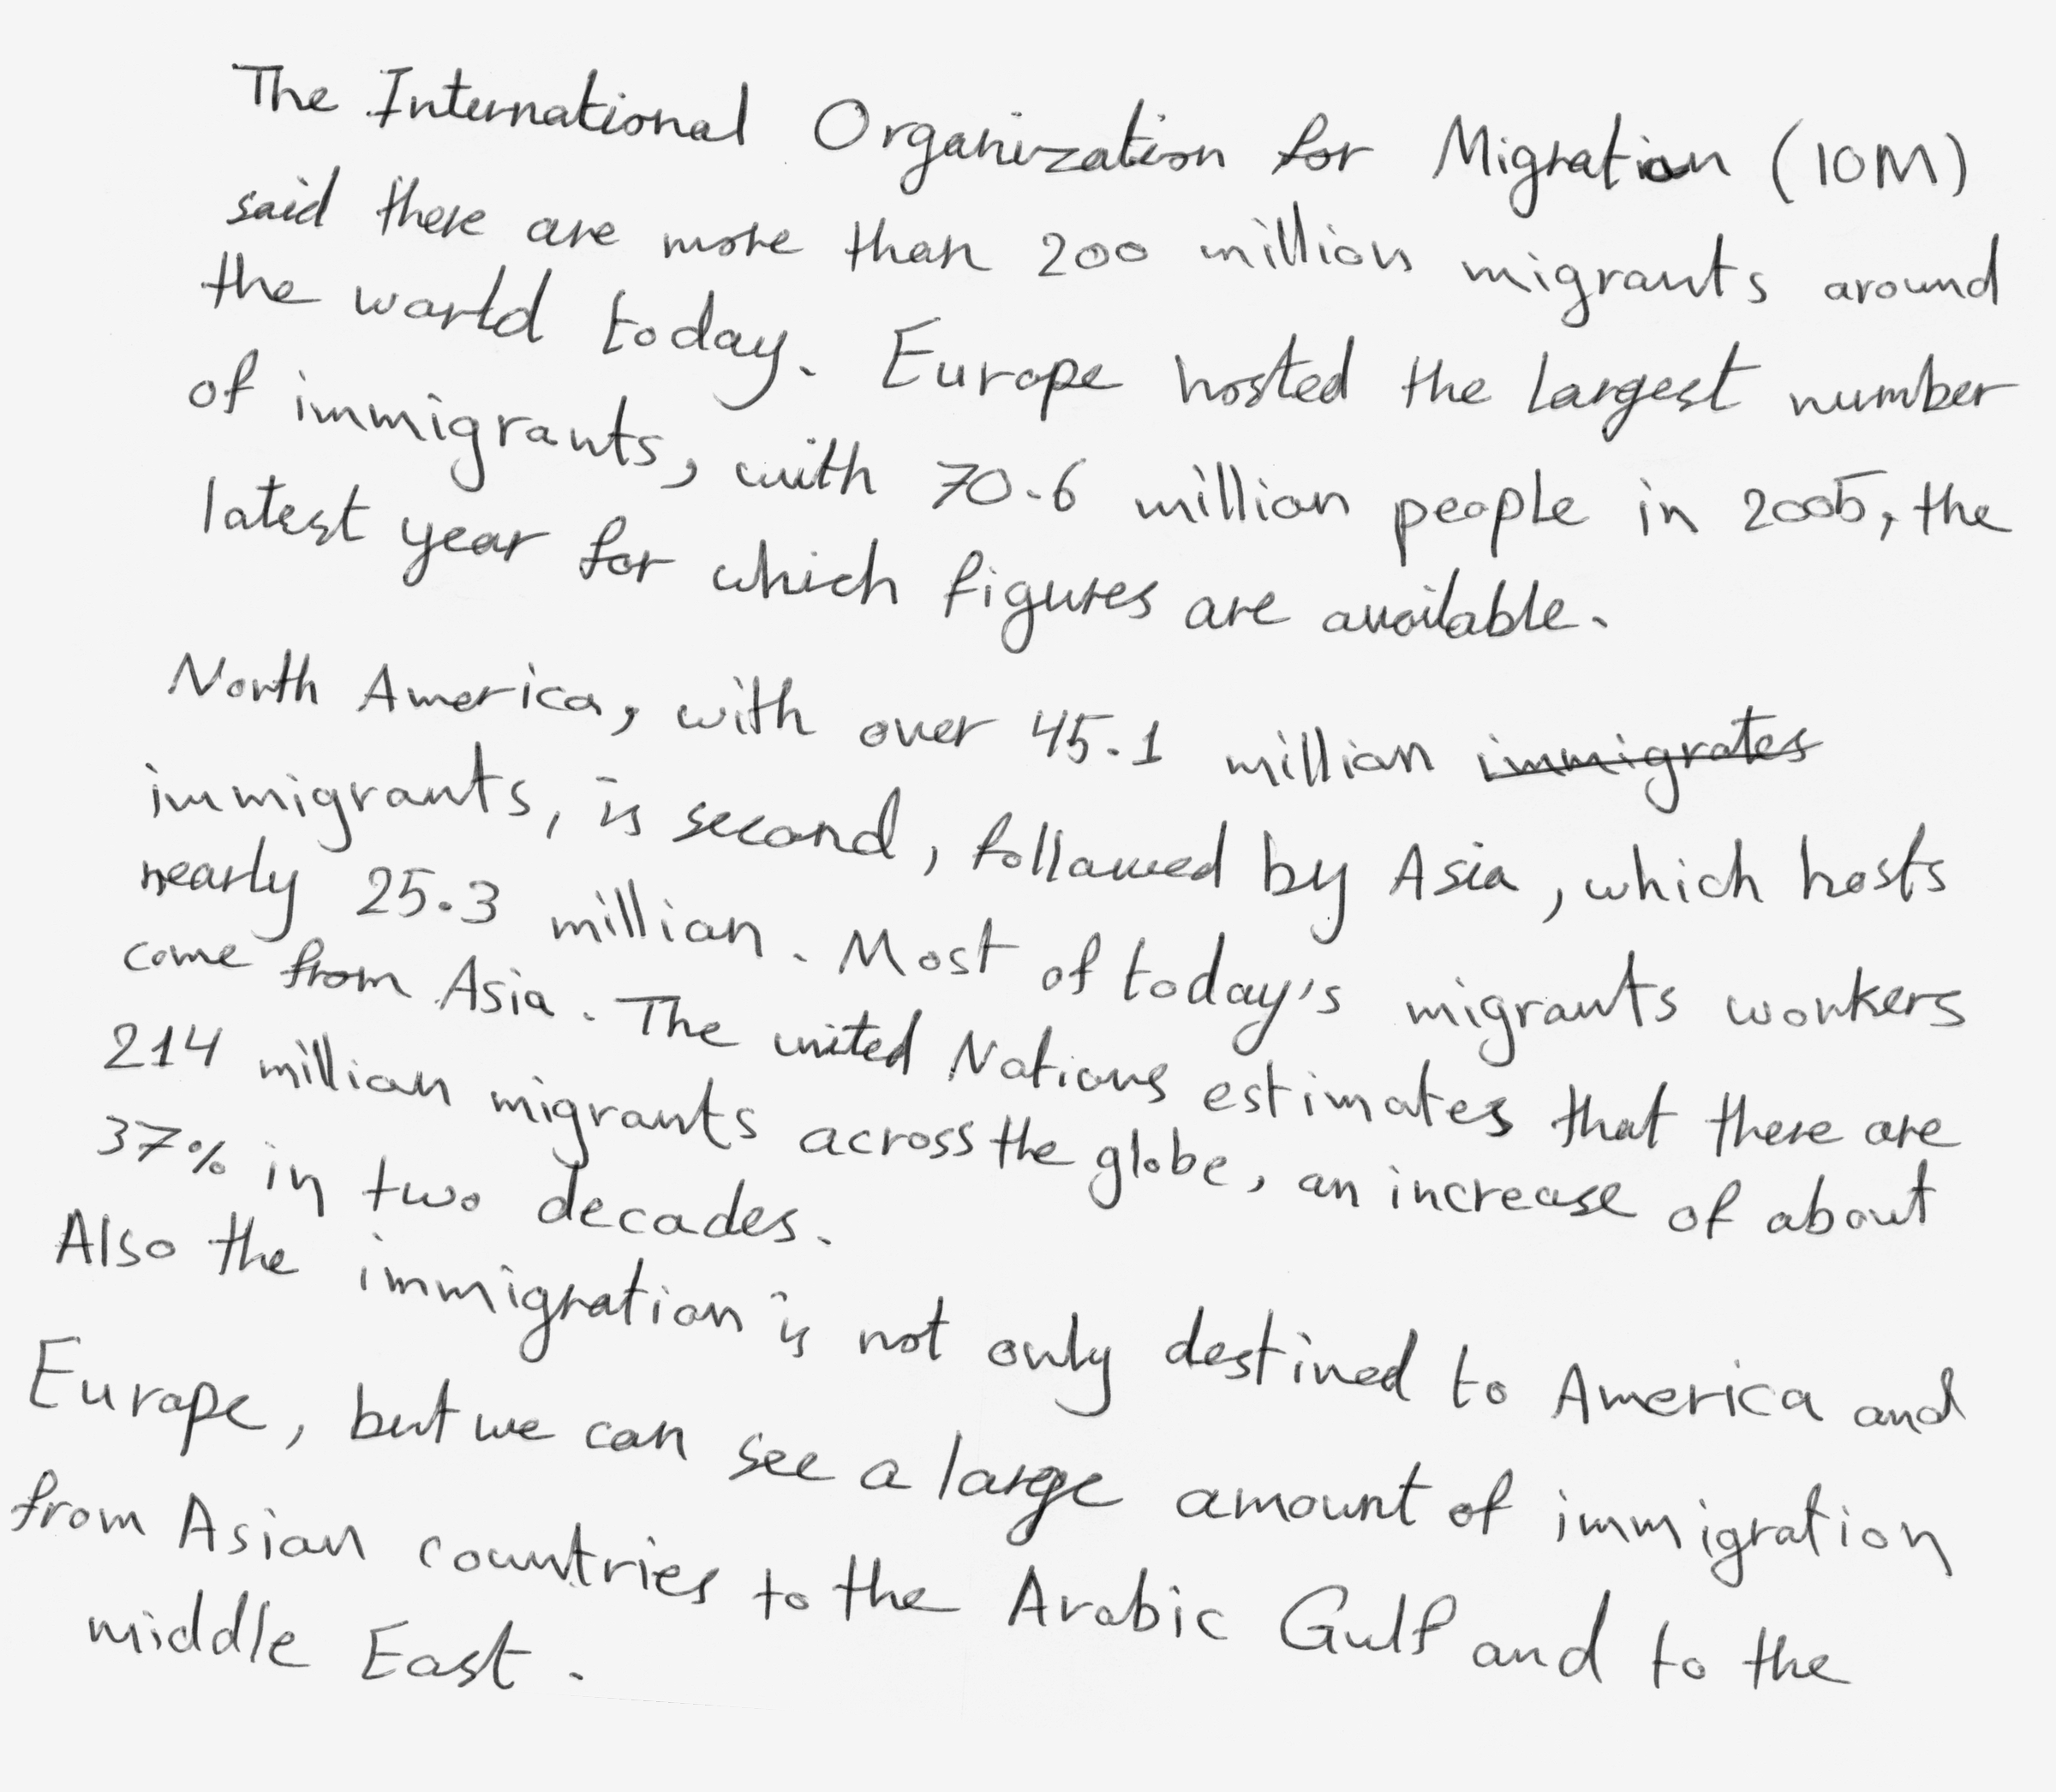 The International Organization for Migration (IOM)
said there are more than 200 million migrants around
the world today. Europe hosted the largest number
of immigrants, with 70.6 million people in 2005, the
latest year for which figures are available.
North America, with over 45.1 million immigrates
immigrants, is second, followed by Asia, which hosts
nearly 25.3 million. Most of today's migrants workers
come from Asia. The united Nations estimates that there are
214 million migrants across the globe, an increase of about
37% in two decades.
Also the immigration is not only destined to America and
Europe, but we can see a large amount of immigration
from Asian countries to the Arabic Gulf and to the
middle East.